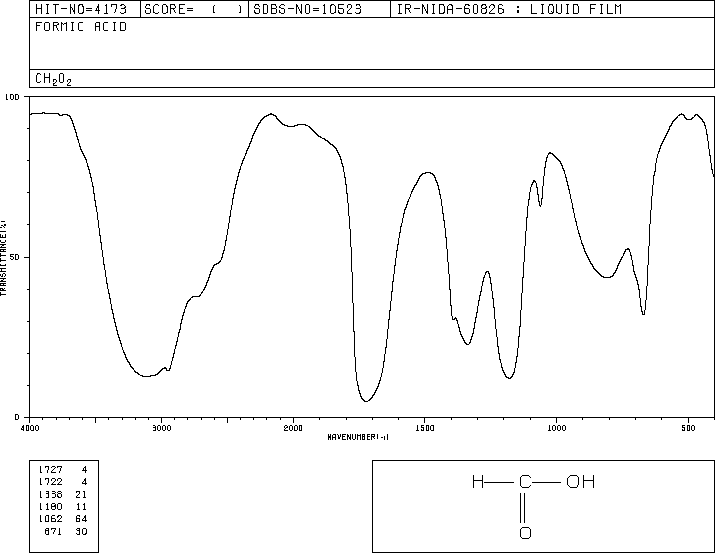 HIT-NO=4173 SCORE= ( ) SDBS-NO=10523 IR-NIDA-60826 : LIQUID FILM
FORMIC ACID
CH2O2
100
50
0
TRANSMITTANCE(%)
4000 3000 2000 1500 1000 500
WAVENUMBER(-1)
1727 4
1722 4
1338 21
1180 11
1062 64
671 30
H C OH
O